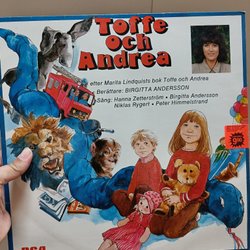 Toffe
och
Andrea
efter Marita Lindquists bok Toffe och Andrea
Berättare: BIRGITTA ANDERSSON
Sång: Hanna Zetterström • Birgitta Andersson
Niklas Rygert • Peter Himmelstrand
RCA